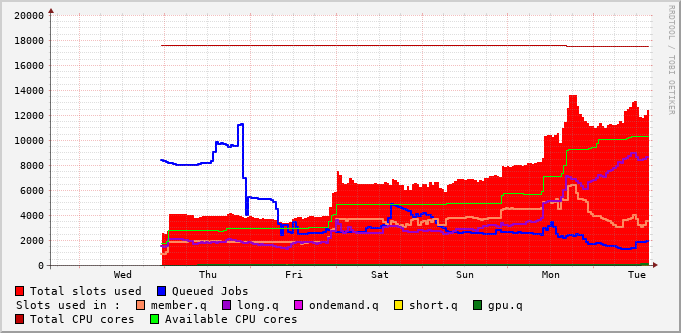 20000
18000
16000
14000
12000
10000
8000
6000
4000
2000
0
Wed Thu Fri Sat Sun Mon Tue
RRDTOOL / TOBI OETIKER
Total slots used Queued Jobs
Slots used in : member.q long.q ondemand.q short.q gpu.q
Total CPU cores Available CPU cores